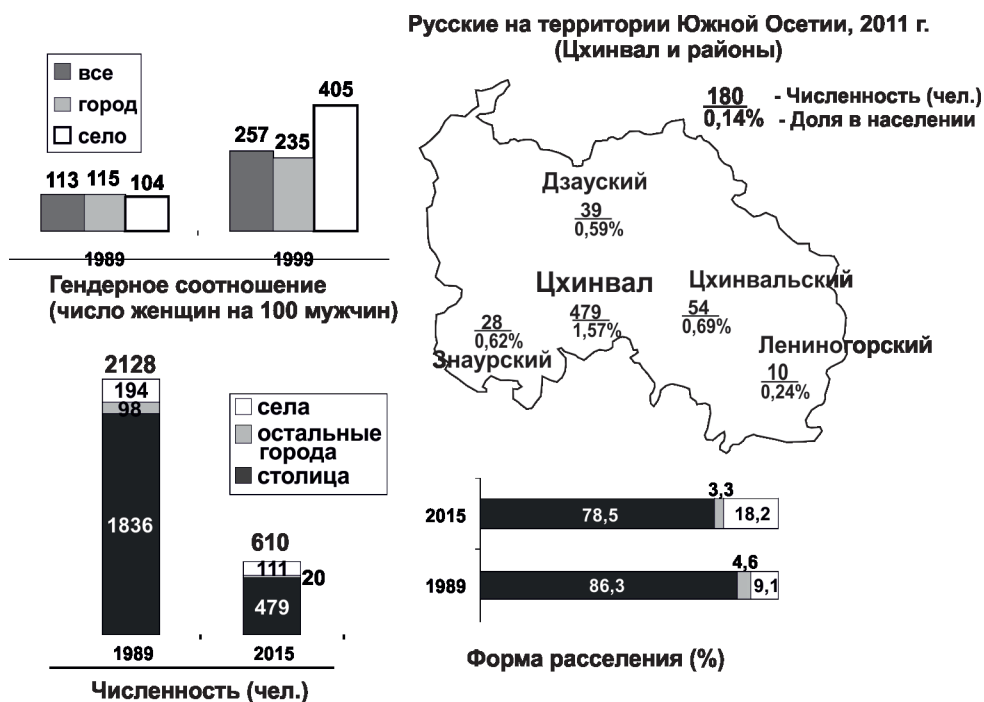 Русские на территории Южной Осетии, 2011 г.
(Цхинвал и районы)
180
0,14%
- Численность (чел.)
- Доля в населении
все
город
село
113
115
104
257
235
405
1989
1999
Гендерное соотношение
(число женщин на 100 мужчин)
Дзауский
39
0,59%
Цхинвал
479
1,57%
Цхинвальский
54
0,69%
28
0,62%
Знаурский
Лениногорский
10
0,24%
2128
194
98
1836
610
111
20
479
1989
2015
села
остальные
города
столица
Численность (чел.)
2015
78,5
3,3
18,2
1989
86,3
4,6
9,1
Форма расселения (%)